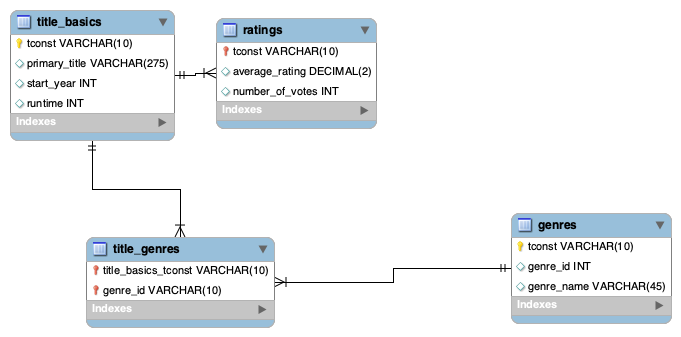 title_basics
tconst VARCHAR(10)
primary_title VARCHAR(275)
start_year INT
runtime INT
Indexes
ratings
tconst VARCHAR(10)
average_rating DECIMAL(2)
number_of_votes INT
Indexes
title_genres
title_basics_tconst VARCHAR(10)
genre_id VARCHAR(10)
Indexes
genres
tconst VARCHAR(10)
genre_id INT
genre_name VARCHAR(45)
Indexes